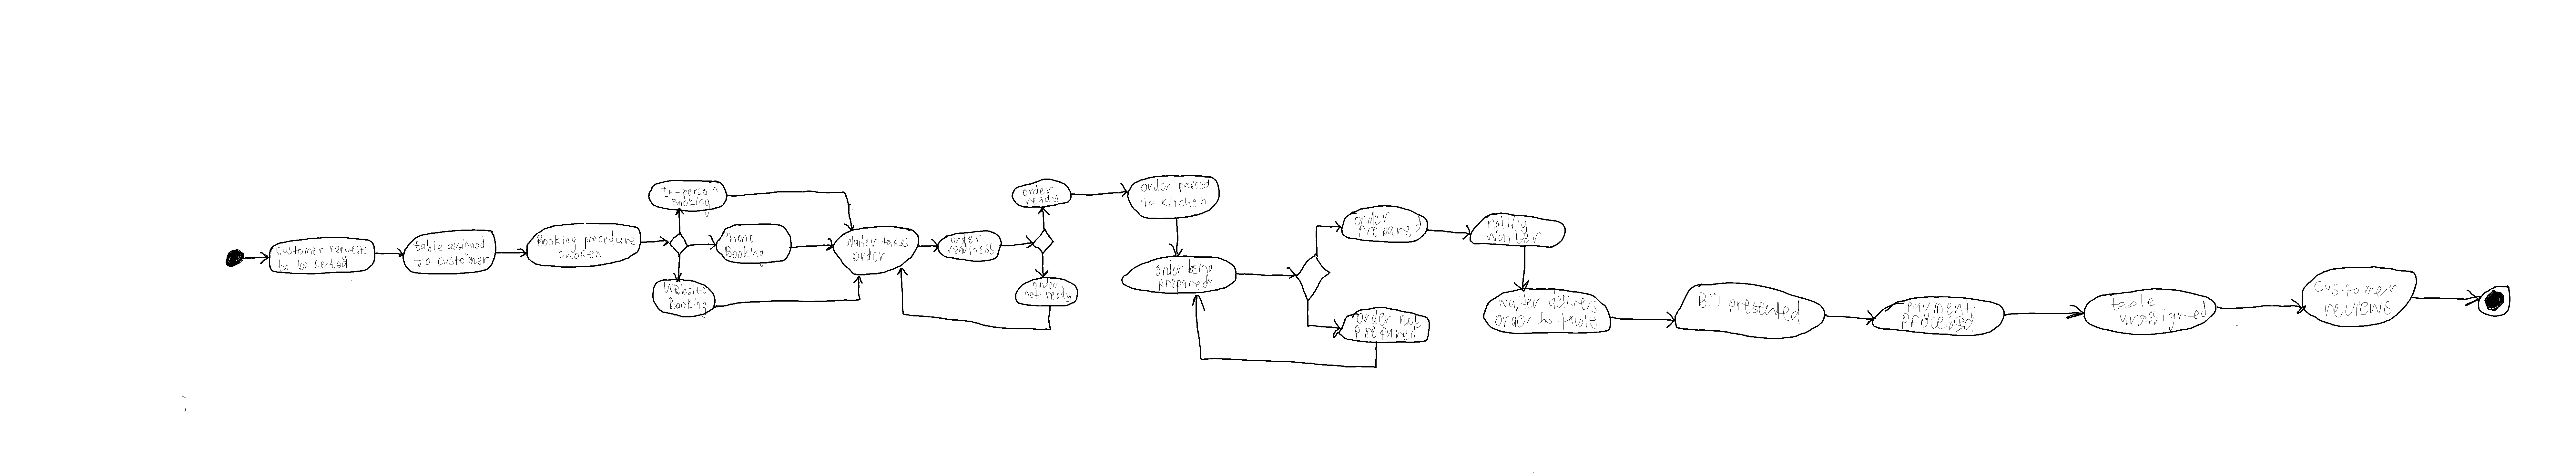 customer requests
to be seated
table assigned
to customer
Booking procedure
chosen
In-person
Booking
Phone
Booking
Website
Booking
Waiter takes
order
order
readiness
order
ready
order
not ready
order passed
to kitchen
order being
prepared
order
prepared
order not
prepared
notify
waiter
waiter delivers
order to table
Bill presented
payment
processed
table
unassigned
customer
reviews